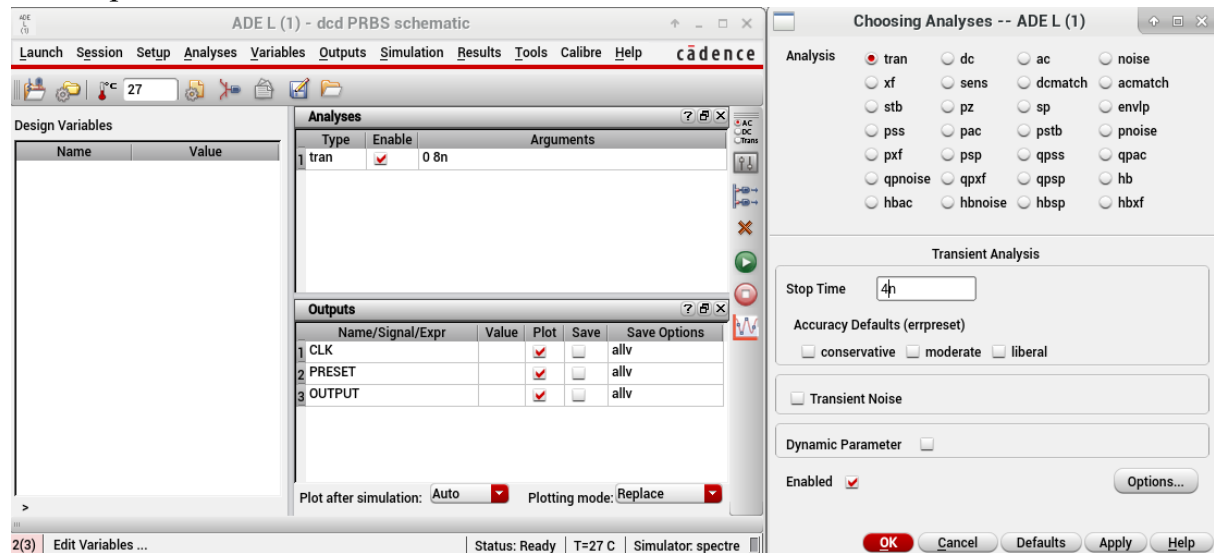 ADE L (1) - dcd PRBS schematic
Launch Session Setup Analyses Variables Outputs Simulation Results Tools Calibre Help cādence
°C 27
Design Variables
Name Value
>
Analyses
Type Enable Arguments
1 tran 0 8n
AC
DC
Trans
Outputs
Name/Signal/Expr Value Plot Save Save Options
1 CLK allv
2 PRESET allv
3 OUTPUT allv
Plot after simulation: Auto Plotting mode: Replace
2(3) Edit Variables ... Status: Ready T=27 C Simulator: spectre
Choosing Analyses -- ADE L (1)
Analysis tran dc ac noise
xf sens dcmatch acmatch
stb pz sp envlp
pss pac pstb pnoise
pxf psp qpss qpac
qpnoise qpxf qpsp hb
hbac hbnoise hbsp hbxf
Transient Analysis
Stop Time 4n
Accuracy Defaults (errpreset)
conservative moderate liberal
Transient Noise
Dynamic Parameter
Enabled Options...
OK Cancel Defaults Apply Help